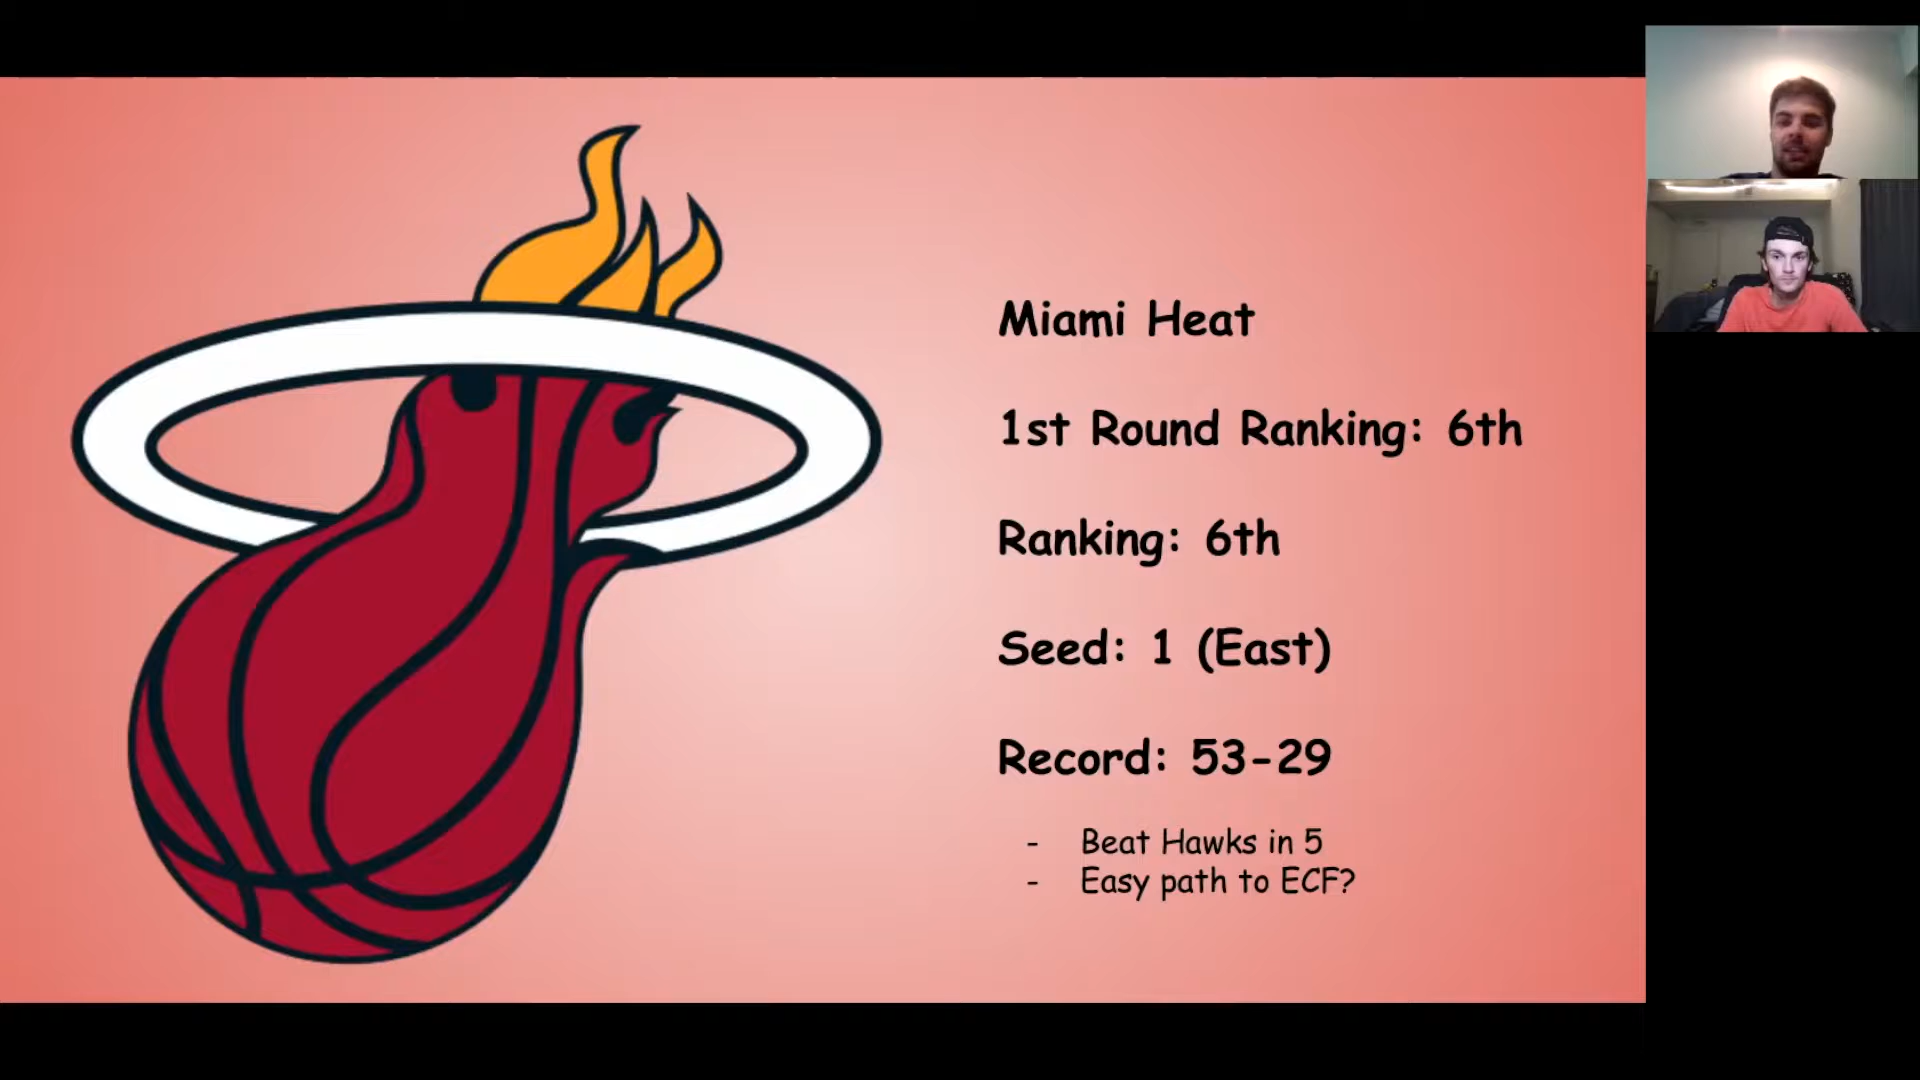 Miami Heat
1st Round Ranking: 6th
Ranking: 6th
Seed: 1 (East)
Record: 53-29
- Beat Hawks in 5
- Easy path to ECF?